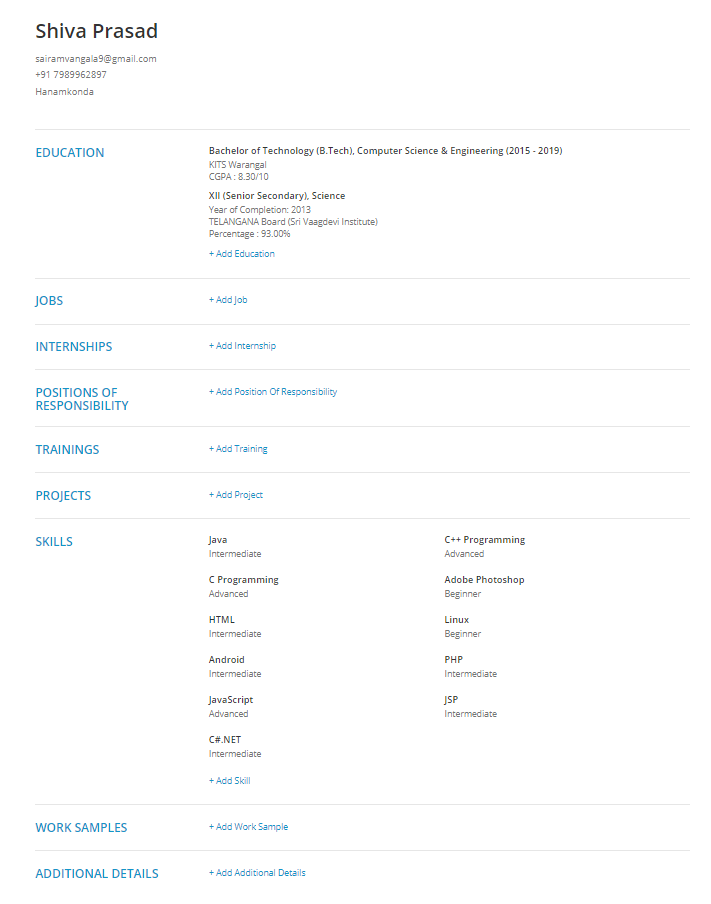 Shiva Prasad
sairamvangala9@gmail.com
+91 7989962897
Hanamkonda
EDUCATION
Bachelor of Technology (B.Tech), Computer Science & Engineering (2015 - 2019)
KITS Warangal
CGPA : 8.30/10
XII (Senior Secondary), Science
Year of Completion: 2013
TELANGANA Board (Sri Vaagdevi Institute)
Percentage : 93.00%
+ Add Education
JOBS
+ Add Job
INTERNSHIPS
+ Add Internship
POSITIONS OF
RESPONSIBILITY
+ Add Position Of Responsibility
TRAININGS
+ Add Training
PROJECTS
+ Add Project
SKILLS
Java
Intermediate
C++ Programming
Advanced
C Programming
Advanced
Adobe Photoshop
Beginner
HTML
Intermediate
Linux
Beginner
Android
Intermediate
PHP
Intermediate
JavaScript
Advanced
JSP
Intermediate
C#.NET
Intermediate
+ Add Skill
WORK SAMPLES
+ Add Work Sample
ADDITIONAL DETAILS
+ Add Additional Details